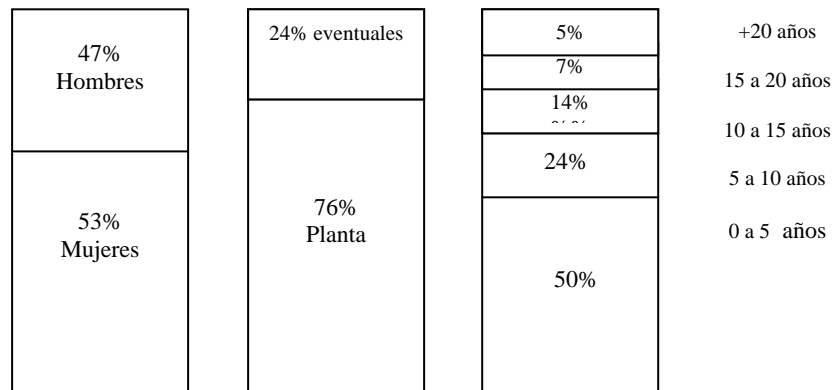 47%
Hombres
53%
Mujeres
24% eventuales
76%
Planta
5%
7%
14%
24%
50%
+20 años
15 a 20 años
10 a 15 años
5 a 10 años
0 a 5 años